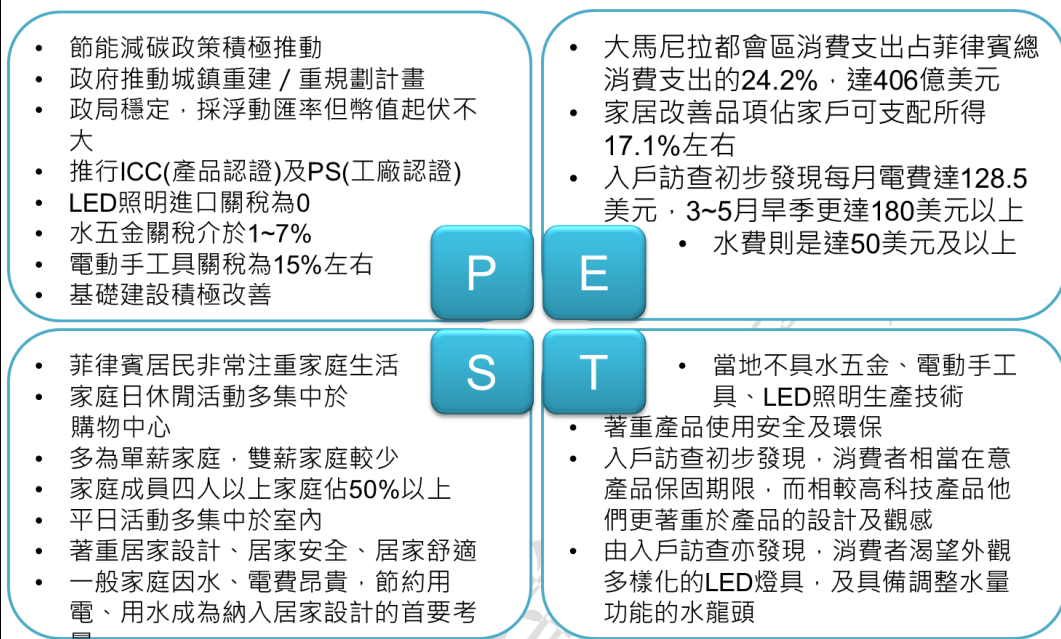 節能減碳政策積極推動
政府推動城鎮重建／重規劃計畫
政局穩定，採浮動匯率但幣值起伏不
大
推行ICC(產品認證)及PS(工廠認證)
LED照明進口關稅為0
水五金關稅介於1~7%
電動手工具關稅為15%左右
基礎建設積極改善
大馬尼拉都會區消費支出占菲律賓總
消費支出的24.2%，達406億美元
家居改善品項佔家戶可支配所得
17.1%左右
入戶訪查初步發現每月電費達128.5
美元，3~5月旱季更達180美元以上
水費則是達50美元及以上
P
E
S
T
菲律賓居民非常注重家庭生活
家庭日休閒活動多集中於
購物中心
多為單薪家庭，雙薪家庭較少
家庭成員四人以上家庭佔50%以上
平日活動多集中於室內
著重居家設計、居家安全、居家舒適
一般家庭因水、電費昂貴，節約用
電、用水成為納入居家設計的首要考
當地不具水五金、電動手工
具、LED照明生產技術
著重產品使用安全及環保
入戶訪查初步發現，消費者相當在意
產品保固期限，而相較高科技產品他
們更著重於產品的設計及觀感
由入戶訪查亦發現，消費者渴望外觀
多樣化的LED燈具，及具備調整水量
功能的水龍頭